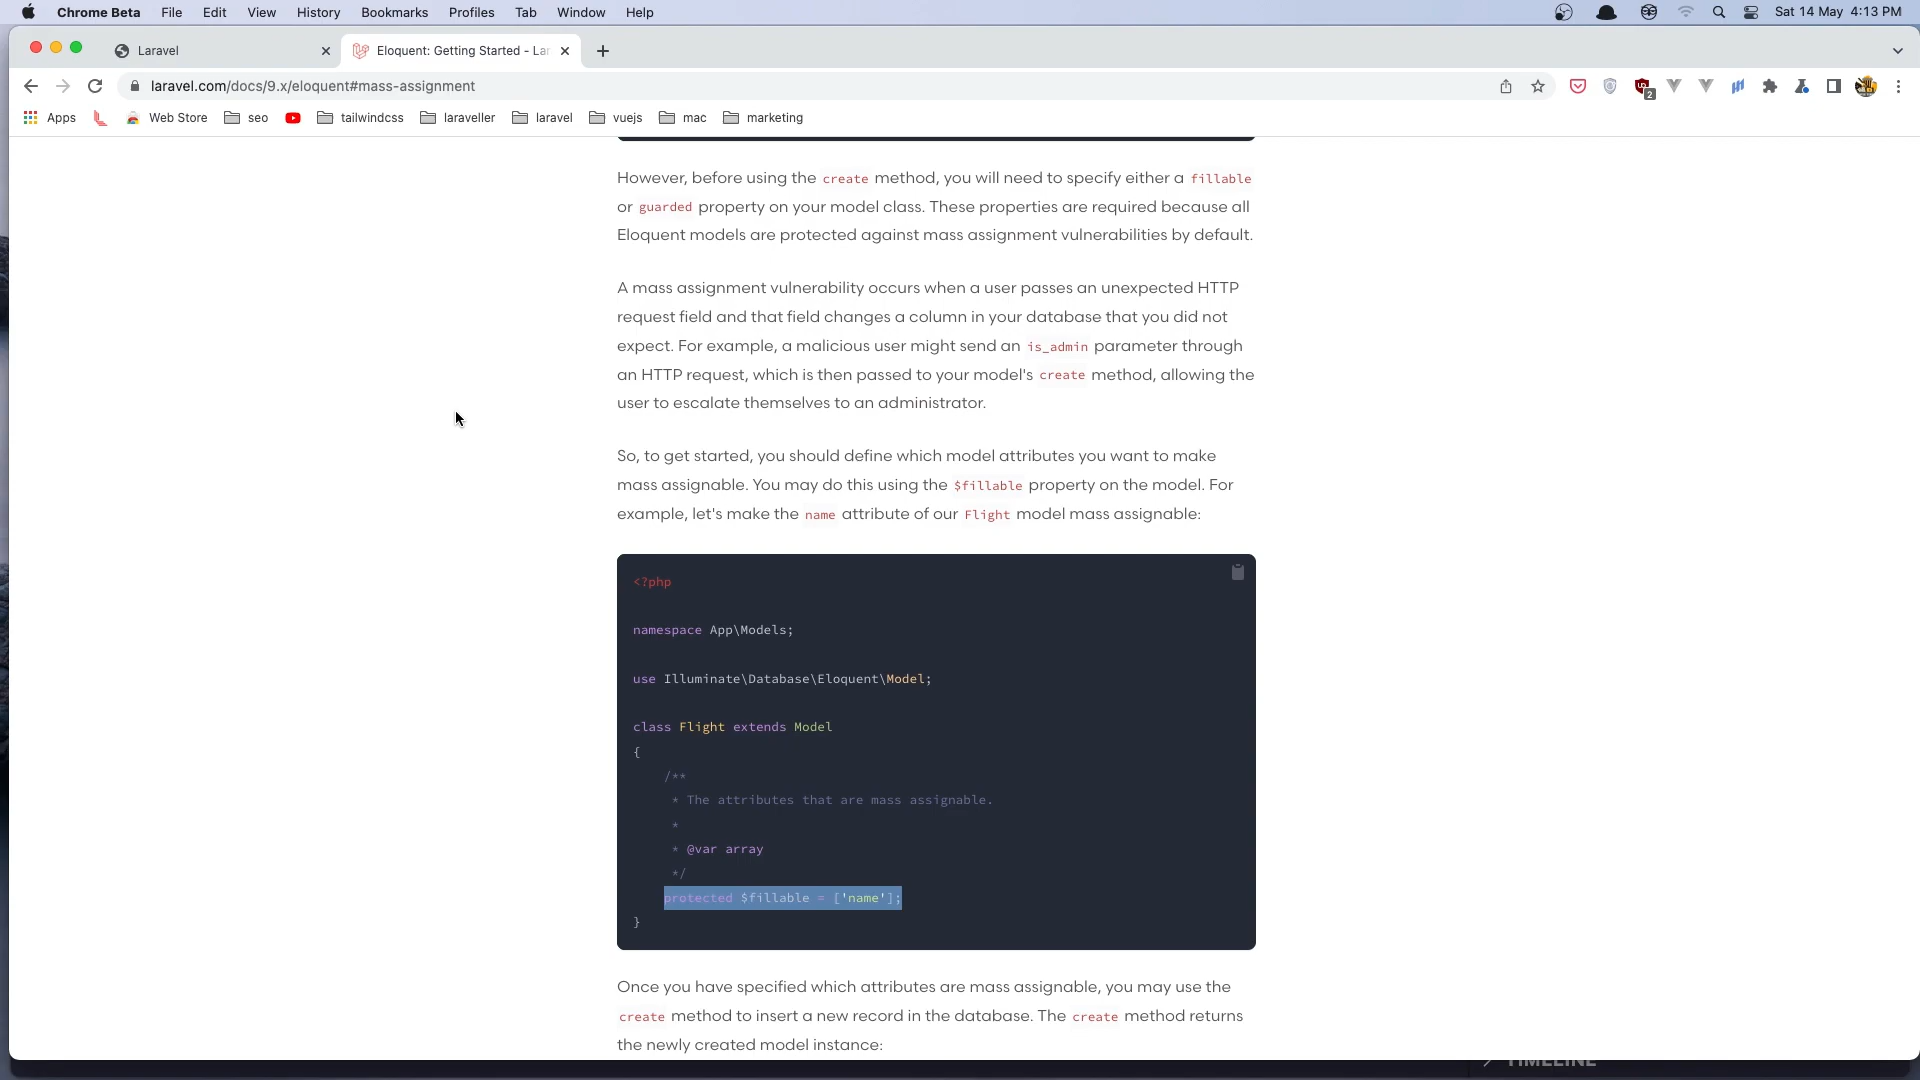 Chrome Beta File Edit View History Bookmarks Profiles Tab Window Help Sat 14 May 4:13 PM
Laravel Eloquent: Getting Started - Lar
laravel.com/docs/9.x/eloquent#mass-assignment 2
Apps Web Store seo tailwindcss laraveller laravel vuejs mac marketing
However, before using the create method, you will need to specify either a fillable
or guarded property on your model class. These properties are required because all
Eloquent models are protected against mass assignment vulnerabilities by default.
A mass assignment vulnerability occurs when a user passes an unexpected HTTP
request field and that field changes a column in your database that you did not
expect. For example, a malicious user might send an is_admin parameter through
an HTTP request, which is then passed to your model's create method, allowing the
user to escalate themselves to an administrator.
So, to get started, you should define which model attributes you want to make
mass assignable. You may do this using the $fillable property on the model. For
example, let's make the name attribute of our Flight model mass assignable:
<?php
namespace App\Models;
use Illuminate\Database\Eloquent\Model;
class Flight extends Model
{
/**
* The attributes that are mass assignable.
*
* @var array
*/
protected $fillable = ['name'];
}
Once you have specified which attributes are mass assignable, you may use the
create method to insert a new record in the database. The create method returns
the newly created model instance:
TIMELINE